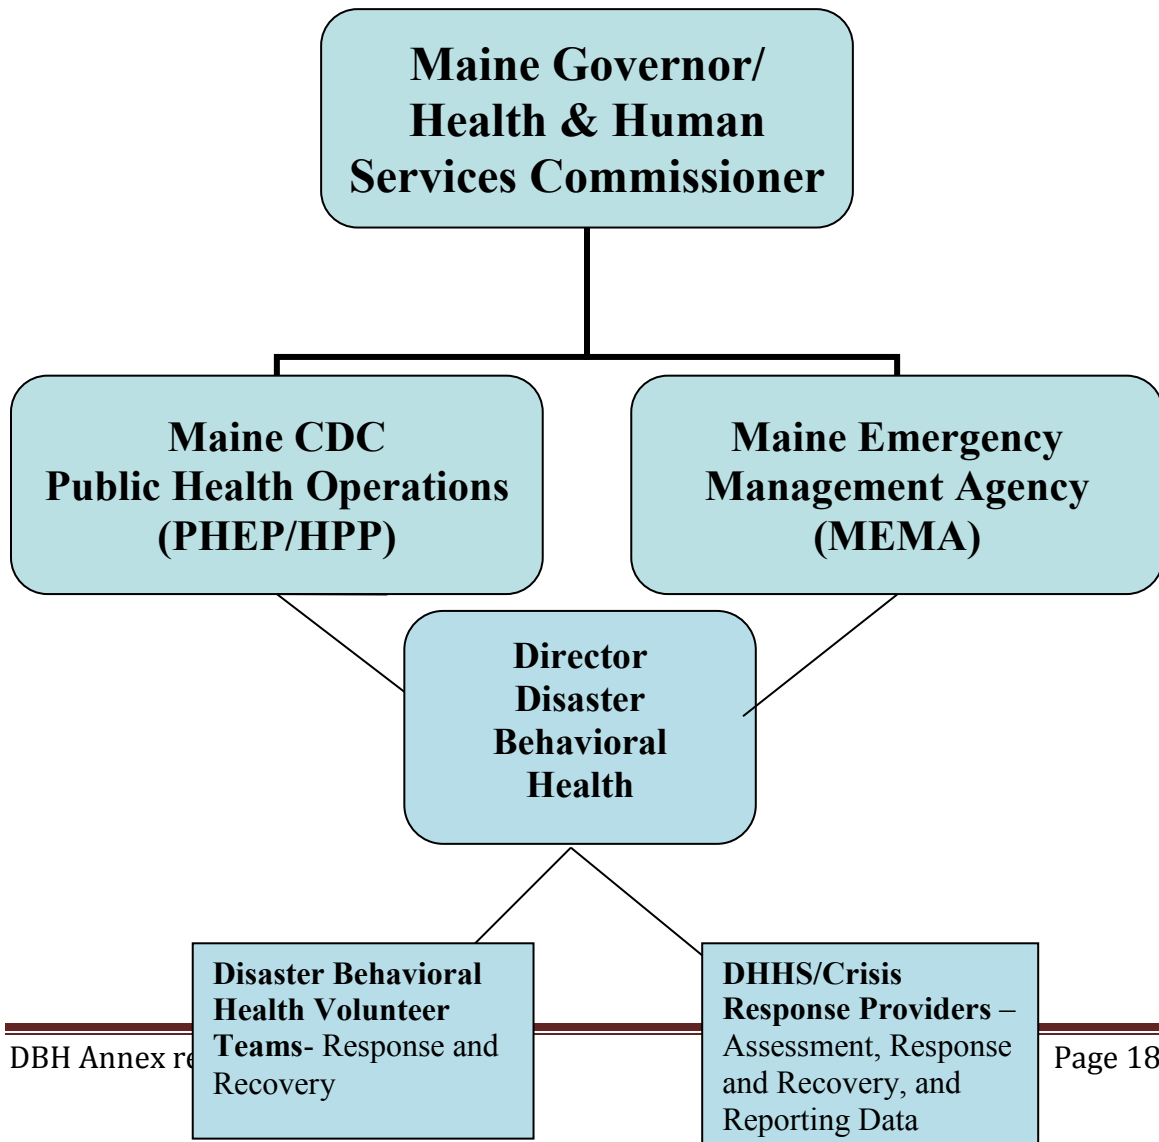 Maine Governor/
Health & Human
Services Commissioner
Maine CDC
Public Health Operations
(PHEP/HPP)
Maine Emergency
Management Agency
(MEMA)
Director
Disaster
Behavioral
Health
Disaster Behavioral
Health Volunteer
Teams- Response and
Recovery
DHHS/Crisis
Response Providers –
Assessment, Response
and Recovery, and
Reporting Data
DBH Annex
Page 18